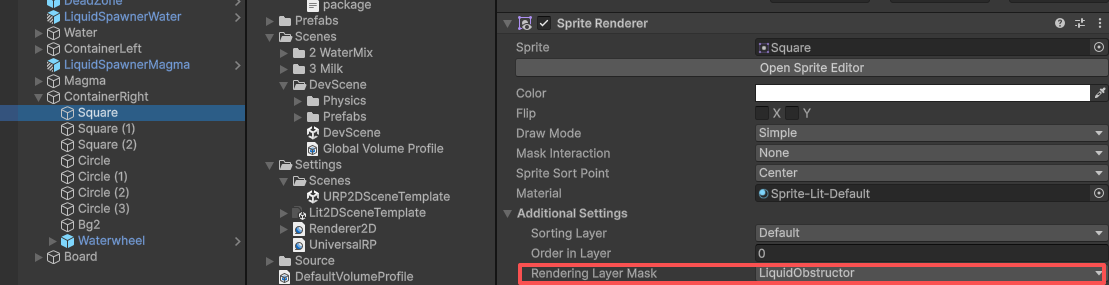 DeadZone
LiquidSpawnerWater
Water
ContainerLeft
LiquidSpawnerMagma
Magma
ContainerRight
Square
Square (1)
Square (2)
Circle
Circle (1)
Circle (2)
Circle (3)
Bg2
Waterwheel
Board
package
Prefabs
Scenes
2 WaterMix
3 Milk
DevScene
Physics
Prefabs
DevScene
Global Volume Profile
Settings
Scenes
URP2DSceneTemplate
Lit2DSceneTemplate
Renderer2D
UniversalRP
Source
DefaultVolumeProfile
Sprite Renderer
Sprite Square
Open Sprite Editor
Color
Flip X Y
Draw Mode Simple
Mask Interaction None
Sprite Sort Point Center
Material Sprite-Lit-Default
Additional Settings
Sorting Layer Default
Order in Layer 0
Rendering Layer Mask LiquidObstructor